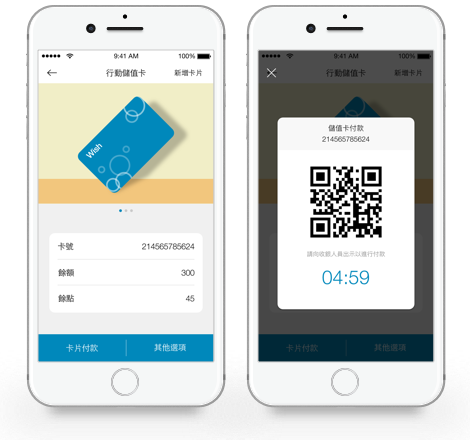 9:41 AM 100%
行動儲值卡 新增卡片
Wish
卡號 214565785624
餘額 300
餘點 45
卡片付款 其他選項
9:41 AM 100%
行動儲值卡 新增卡片
儲值卡付款
214565785624
請向收銀人員出示以進行付款
04:59
卡片付款 其他選項